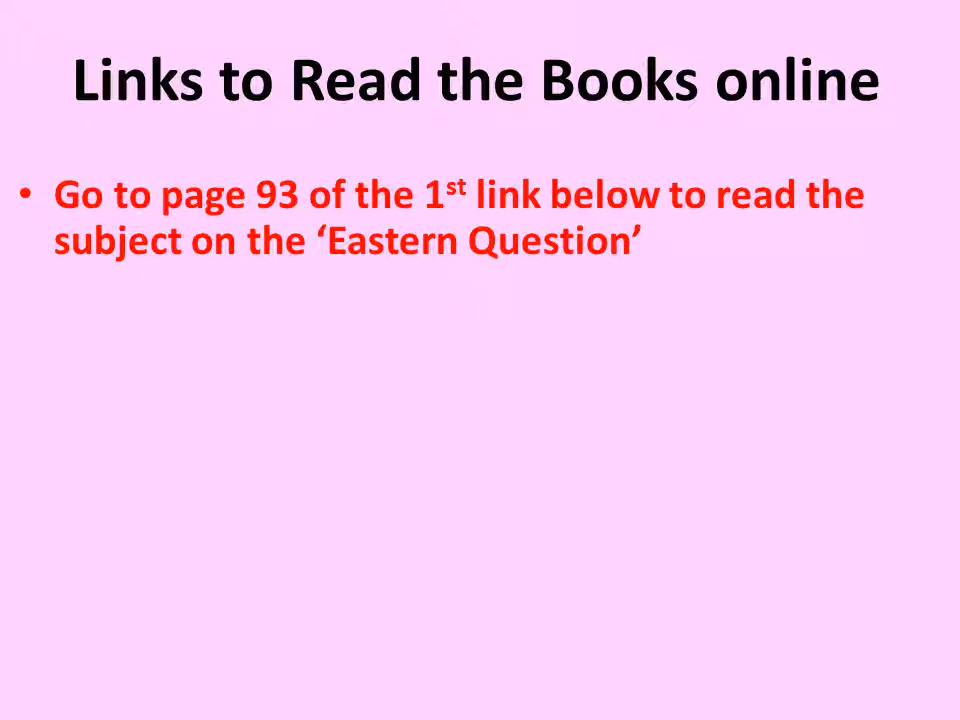 Links to Read the Books online
• Go to page 93 of the 1st link below to read the
subject on the ‘Eastern Question’